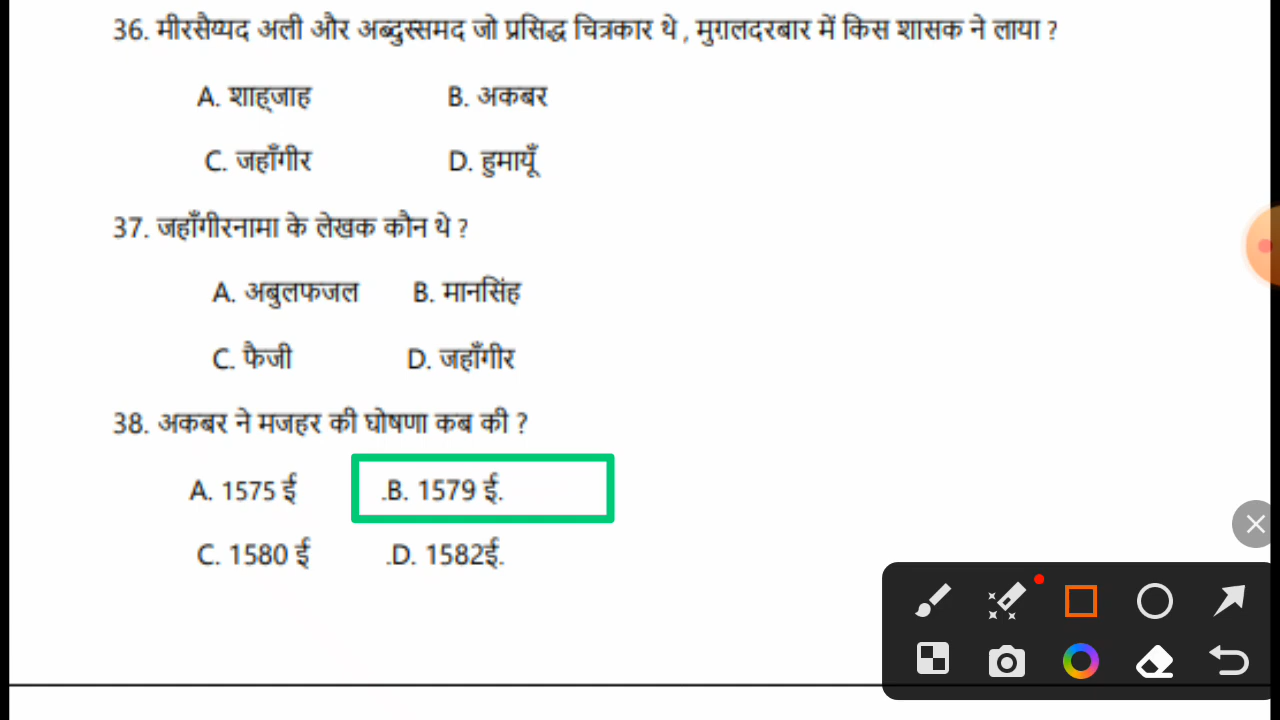 36. मीरसैय्यद अली और अब्दुस्समद जो प्रसिद्ध चित्रकार थे , मुग़लदरबार में किस शासक ने लाया ?
A. शाह्जाह B. अकबर
C. जहाँगीर D. हुमायूँ
37. जहाँगीरनामा के लेखक कौन थे ?
A. अबुलफजल B. मानसिंह
C. फैजी D. जहाँगीर
38. अकबर ने मजहर की घोषणा कब की ?
A. 1575 ई .B. 1579 ई.
C. 1580 ई .D. 1582ई.